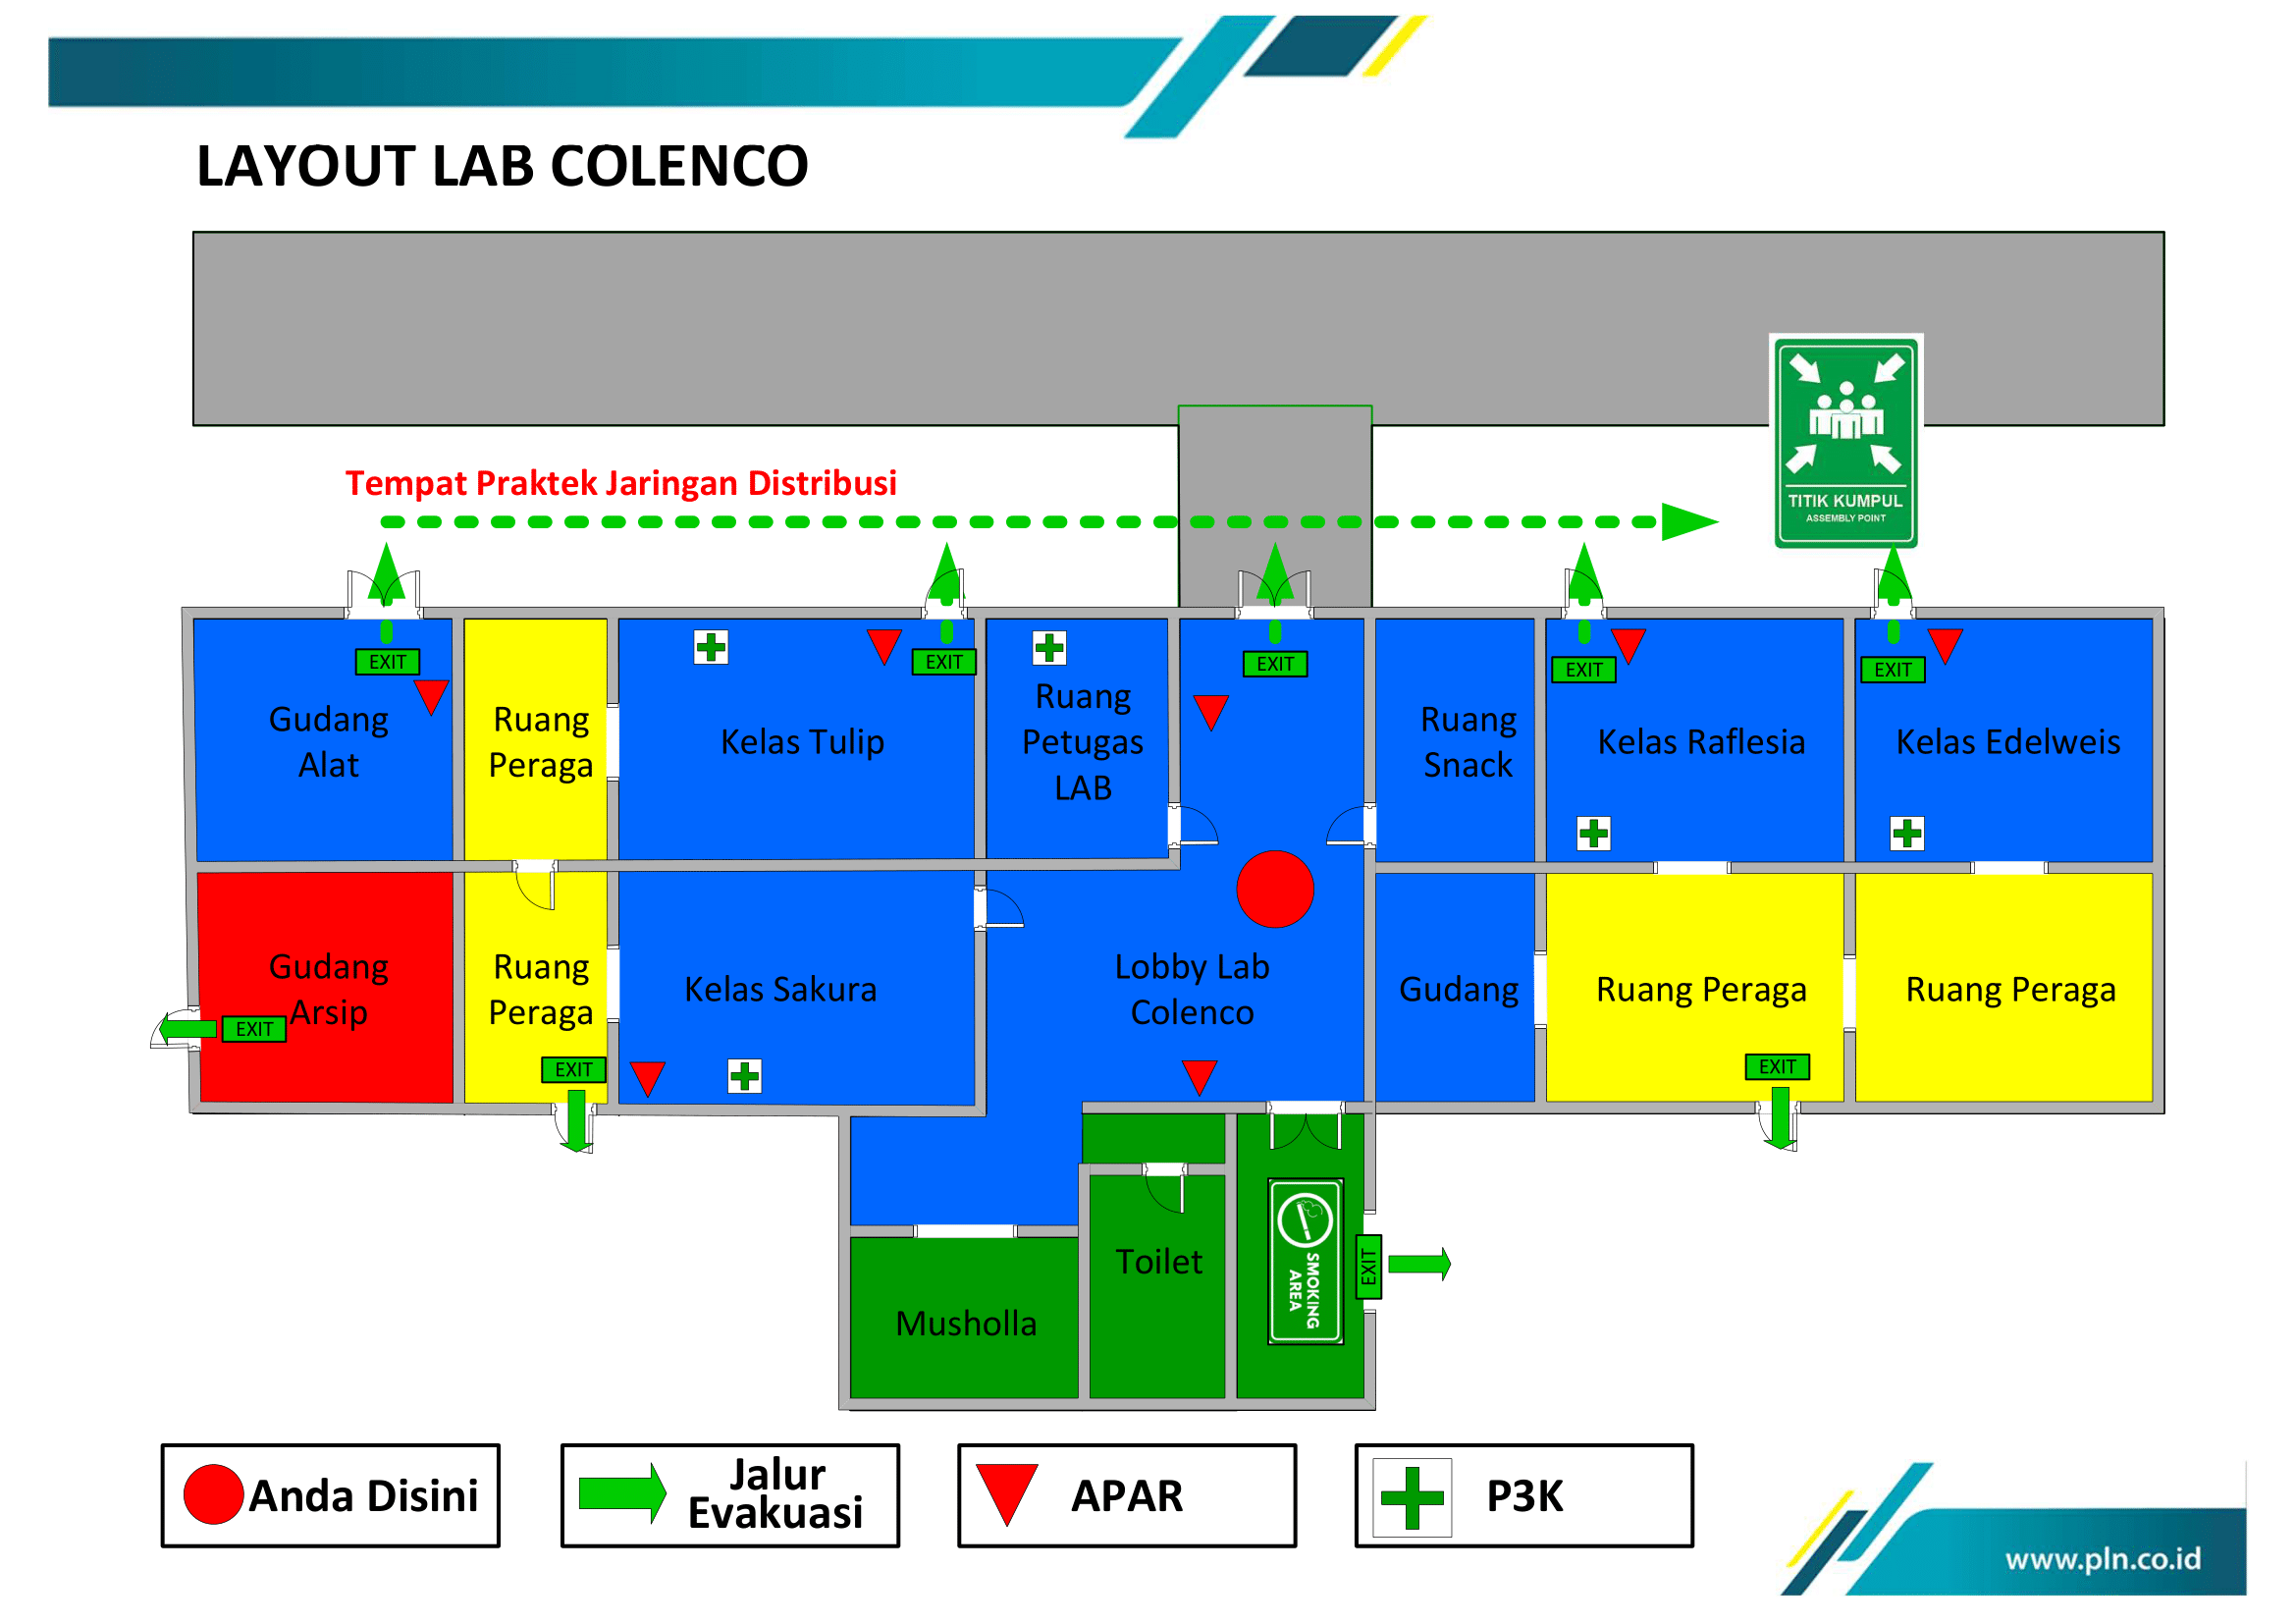 LAYOUT LAB COLENCO
TITIK KUMPUL
ASSEMBLY POINT
Tempat Praktek Jaringan Distribusi
EXIT
EXIT
EXIT
EXIT
EXIT
Gudang
Alat
Ruang
Peraga
Kelas Tulip
Ruang
Petugas
LAB
Ruang
Snack
Kelas Raflesia
Kelas Edelweis
Gudang
Arsip
EXIT
Ruang
Peraga
EXIT
Kelas Sakura
Lobby Lab
Colenco
Gudang
Ruang Peraga
EXIT
Ruang Peraga
Musholla
Toilet
SMOKING
AREA
EXIT
Anda Disini
Jalur
Evakuasi
APAR
P3K
www.pln.co.id